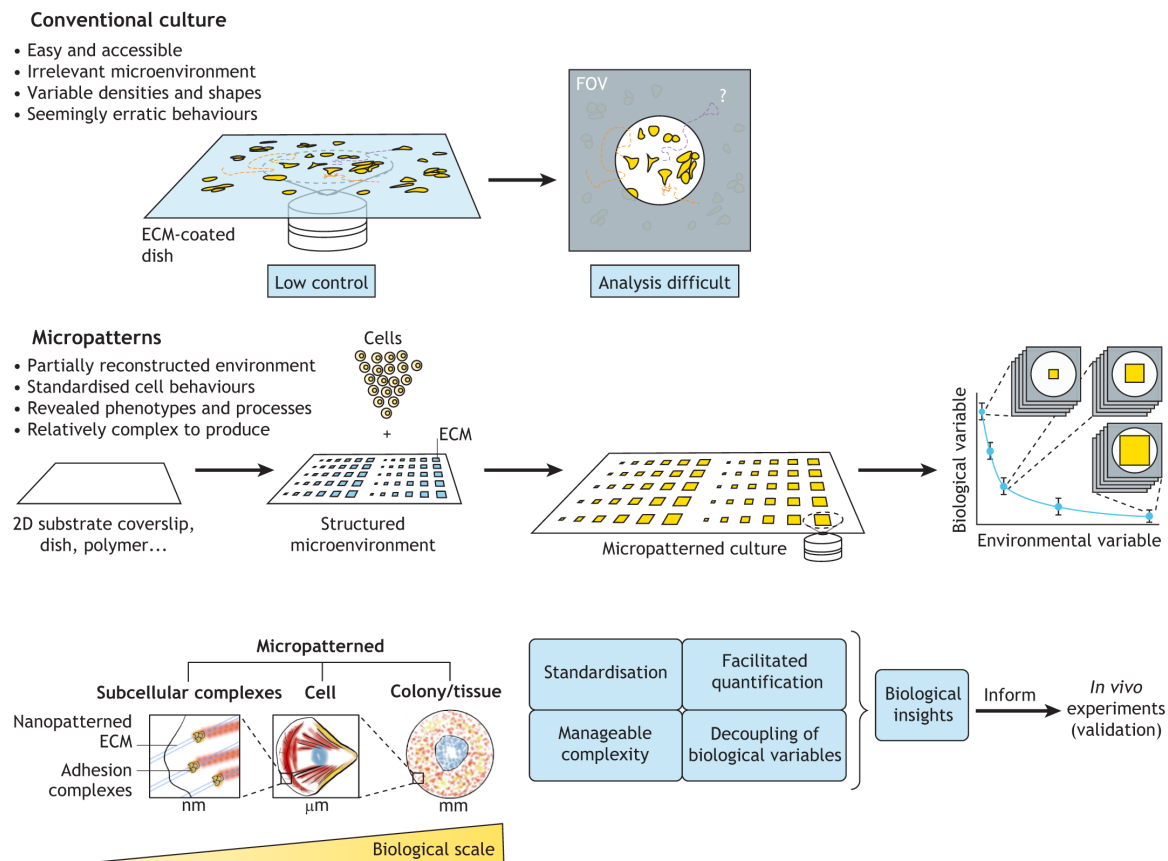 Conventional culture
• Easy and accessible
• Irrelevant microenvironment
• Variable densities and shapes
• Seemingly erratic behaviours
FOV
?
ECM-coated
dish
Low control
Analysis difficult
Micropatterns
• Partially reconstructed environment
• Standardised cell behaviours
• Revealed phenotypes and processes
• Relatively complex to produce
Cells
+
ECM
2D substrate coverslip,
dish, polymer...
Structured
microenvironment
Micropatterned culture
Biological variable
Environmental variable
Micropatterned
Subcellular complexes
Cell
Colony/tissue
Nanopatterned
ECM
Adhesion
complexes
nm
μm
mm
Biological scale
Standardisation
Facilitated
quantification
Manageable
complexity
Decoupling of
biological variables
Biological
insights
Inform
In vivo
experiments
(validation)